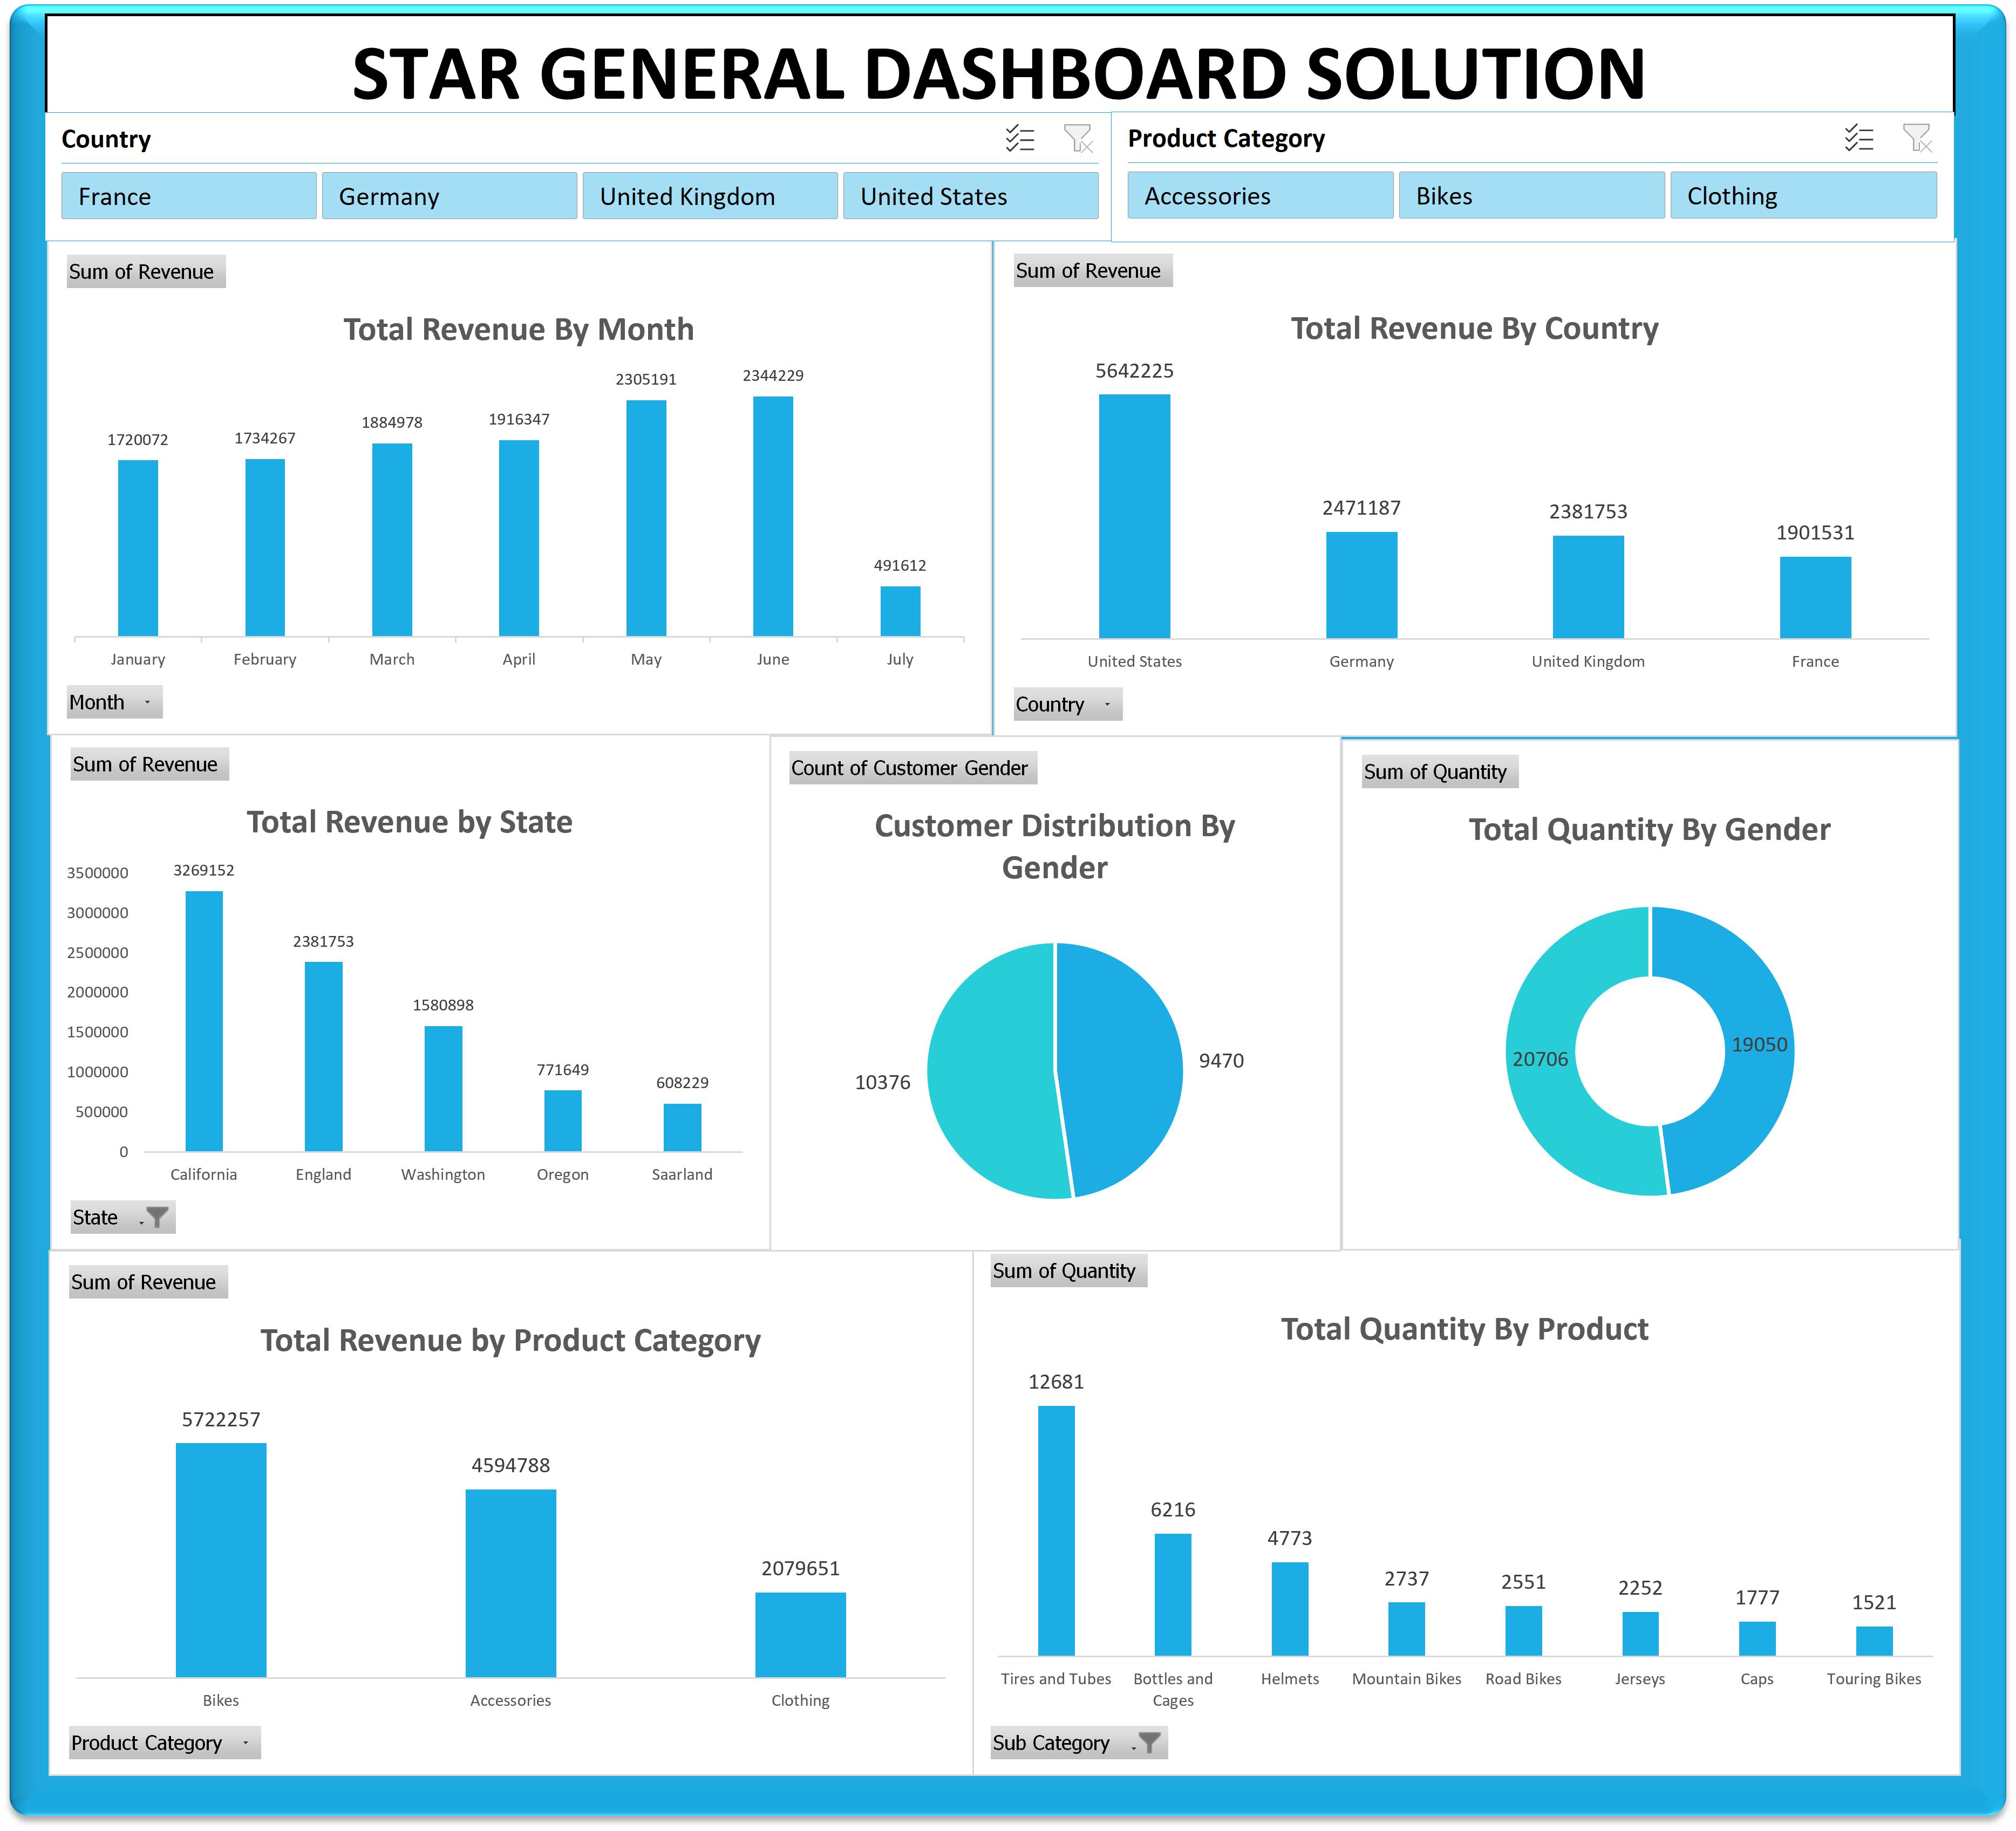 STAR GENERAL DASHBOARD SOLUTION
Country
France Germany United Kingdom United States
Product Category
Accessories Bikes Clothing
Sum of Revenue
Total Revenue By Month
1720072 1734267 1884978 1916347 2305191 2344229 491612
January February March April May June July
Month
Sum of Revenue
Total Revenue By Country
5642225 2471187 2381753 1901531
United States Germany United Kingdom France
Country
Sum of Revenue
Total Revenue by State
3500000
3000000
2500000
2000000
1500000
1000000
500000
0
3269152 2381753 1580898 771649 608229
California England Washington Oregon Saarland
State
Count of Customer Gender
Customer Distribution By
Gender
10376 9470
Sum of Quantity
Total Quantity By Gender
20706 19050
Sum of Revenue
Total Revenue by Product Category
5722257 4594788 2079651
Bikes Accessories Clothing
Product Category
Sum of Quantity
Total Quantity By Product
12681 6216 4773 2737 2551 2252 1777 1521
Tires and Tubes Bottles and Helmets Mountain Bikes Road Bikes Jerseys Caps Touring Bikes
Cages
Sub Category